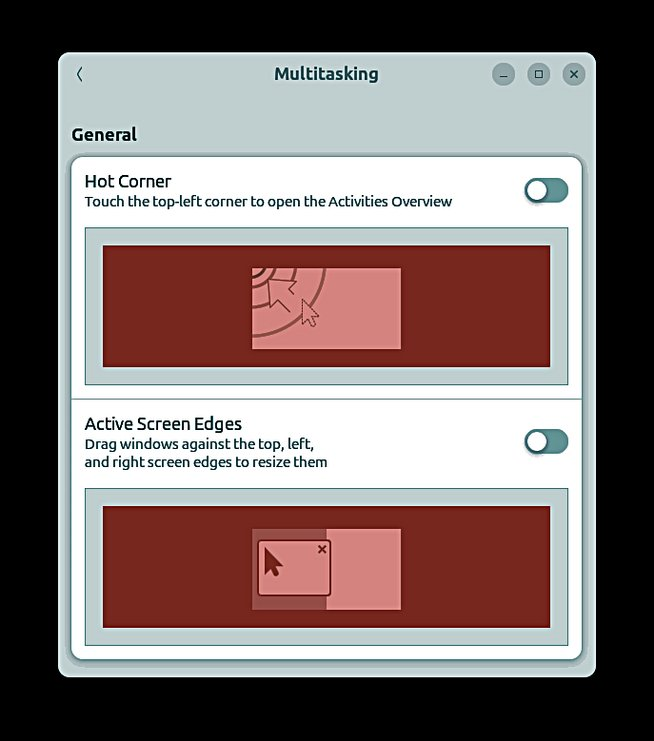 Multitasking
General
Hot Corner
Touch the top-left corner to open the Activities Overview
Active Screen Edges
Drag windows against the top, left,
and right screen edges to resize them